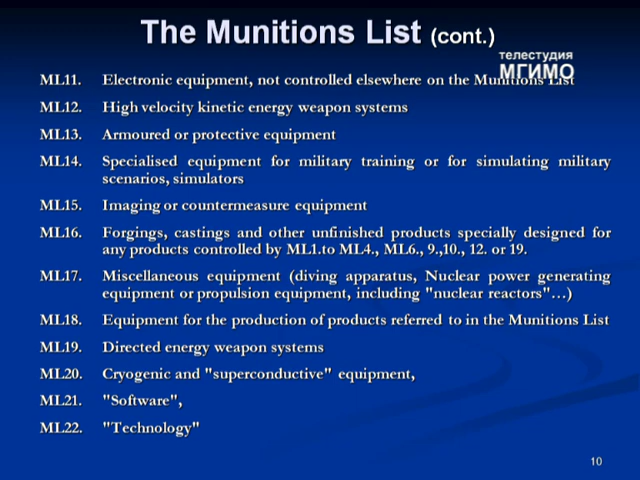 The Munitions List (cont.)
телестудия
МГИМО
ML11. Electronic equipment, not controlled elsewhere on the Munitions List
ML12. High velocity kinetic energy weapon systems
ML13. Armoured or protective equipment
ML14. Specialised equipment for military training or for simulating military
scenarios, simulators
ML15. Imaging or countermeasure equipment
ML16. Forgings, castings and other unfinished products specially designed for
any products controlled by ML1.to ML4., ML6., 9.,10., 12. or 19.
ML17. Miscellaneous equipment (diving apparatus, Nuclear power generating
equipment or propulsion equipment, including "nuclear reactors"…)
ML18. Equipment for the production of products referred to in the Munitions List
ML19. Directed energy weapon systems
ML20. Cryogenic and "superconductive" equipment,
ML21. "Software",
ML22. "Technology"
10